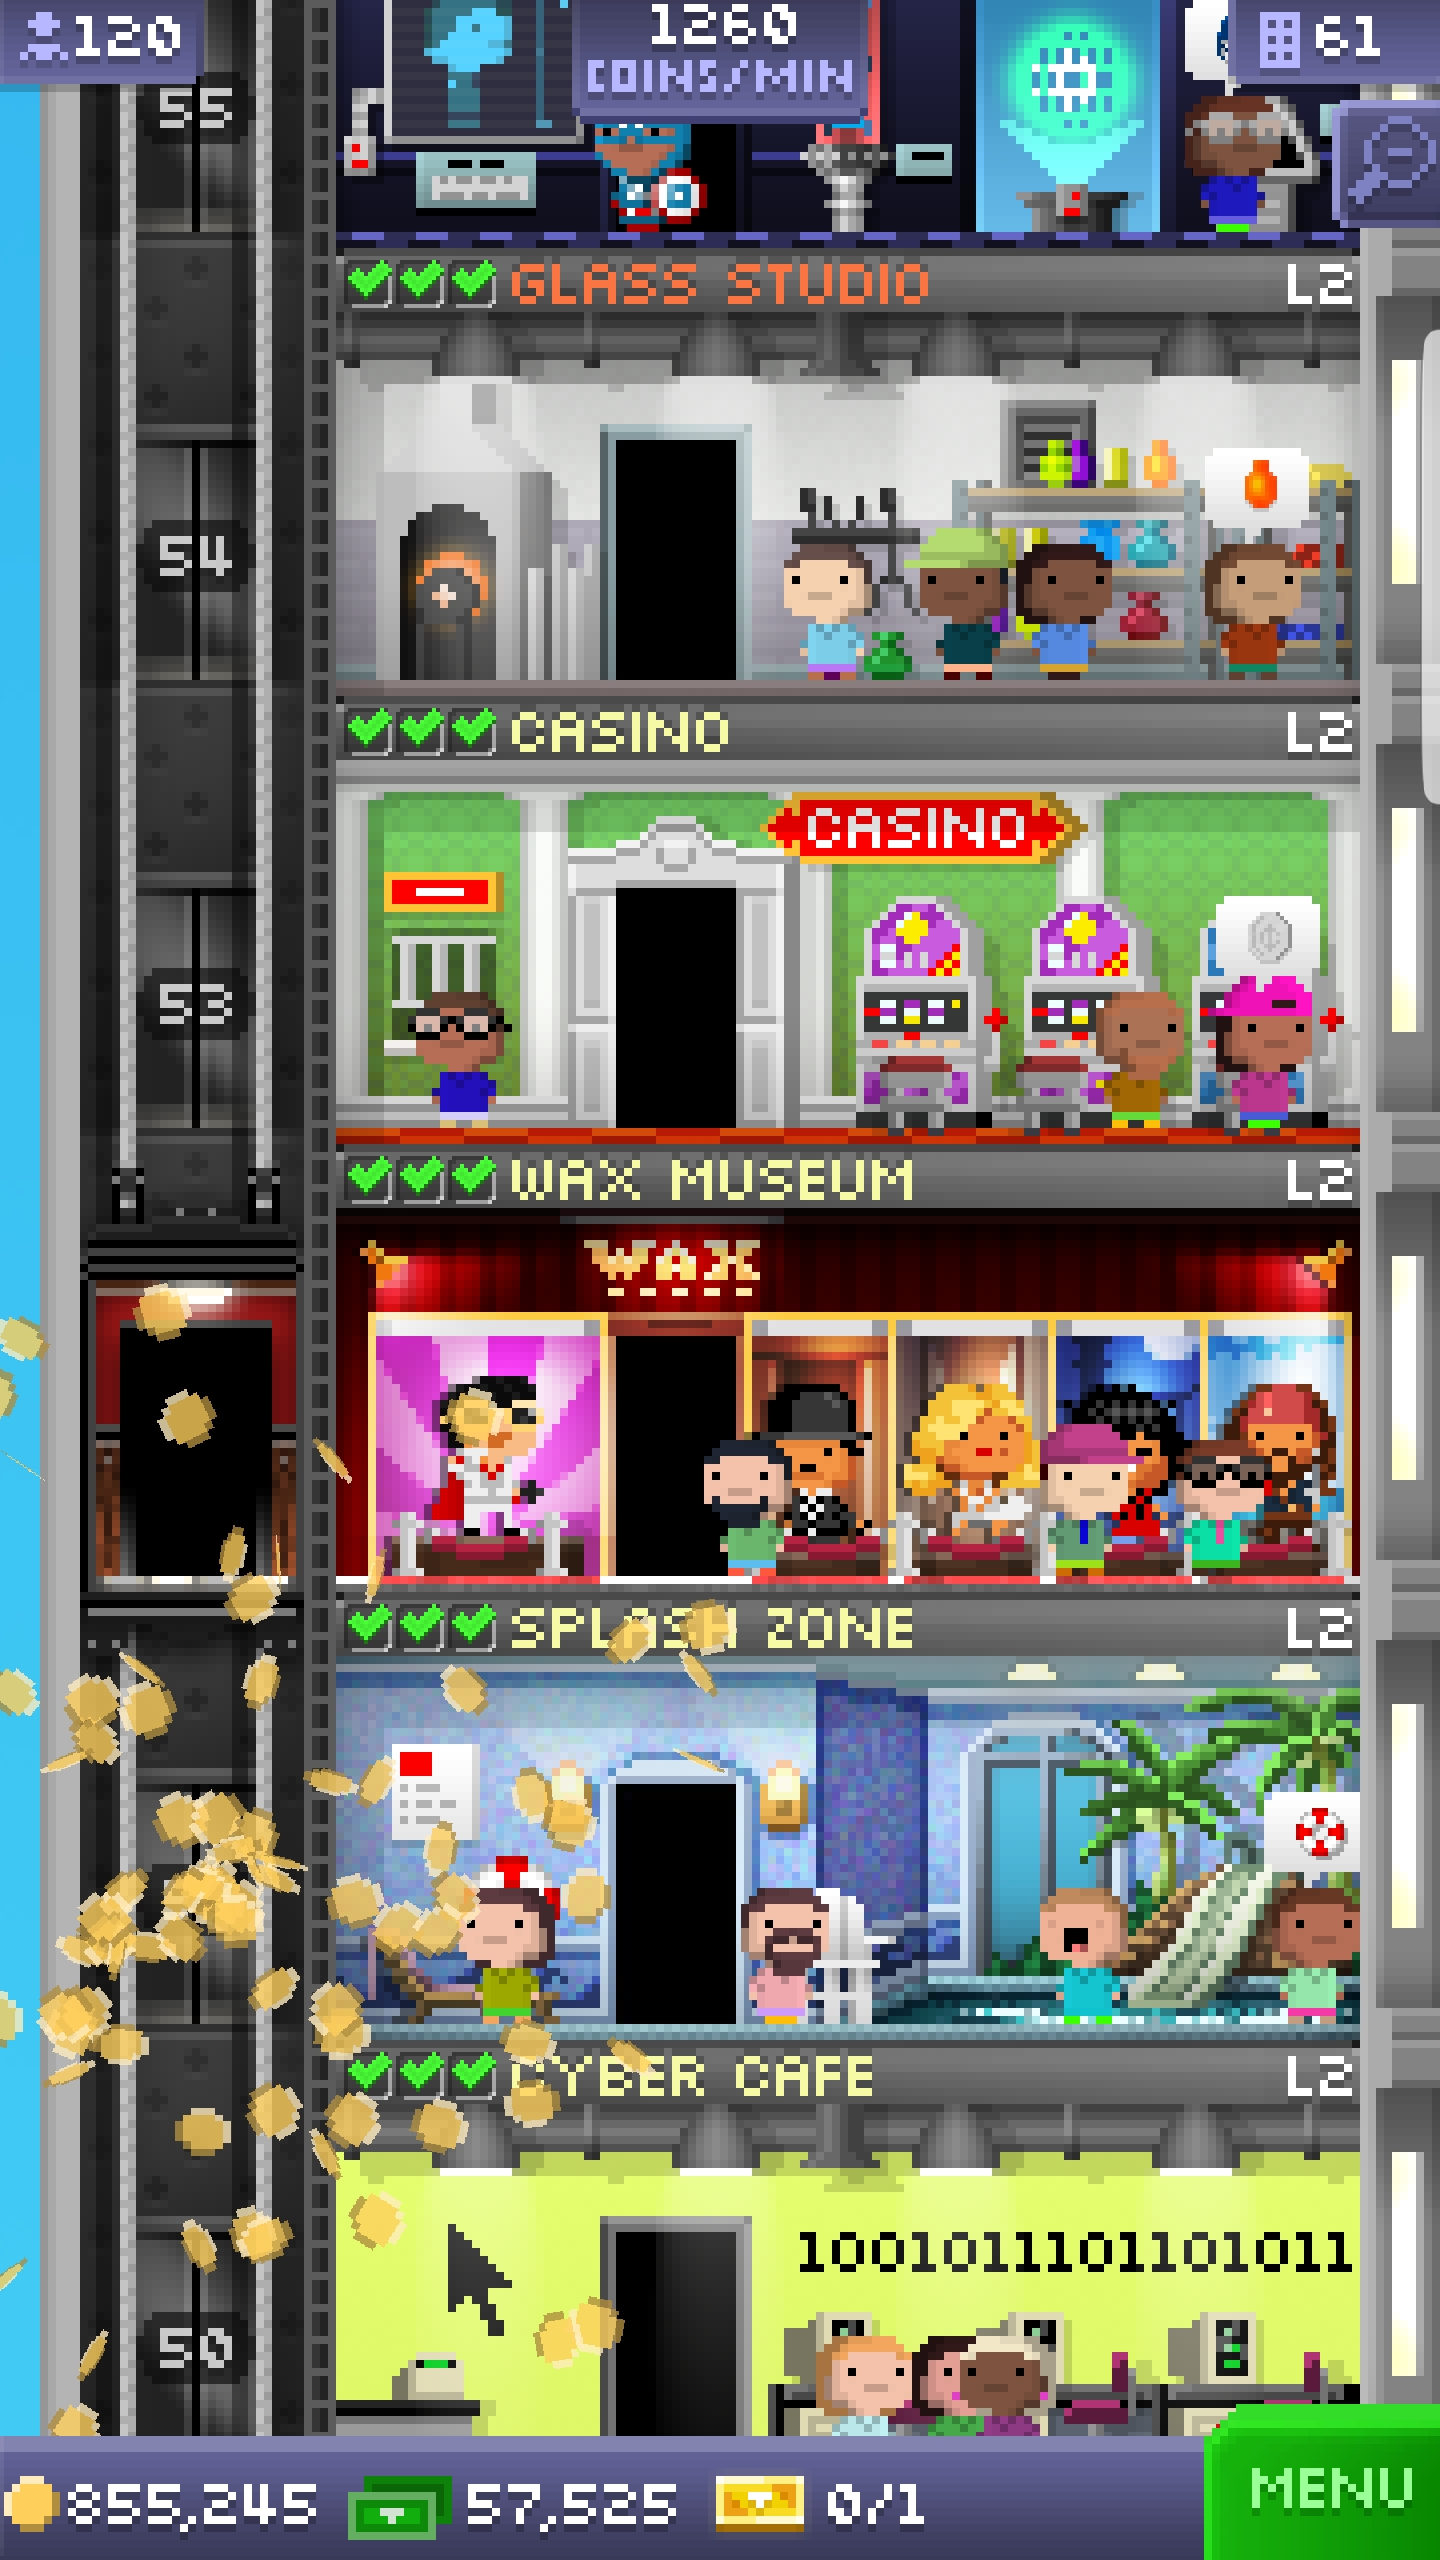 120
1260
COINS/MIN
61
55
GLASS STUDIO L2
54
CASINO L2
CASINO
53
WAX MUSEUM L2
WAX
SPLASH ZONE L2
CYBER CAFE L2
1001011101101011
50
855,245 57,525 0/1
MENU